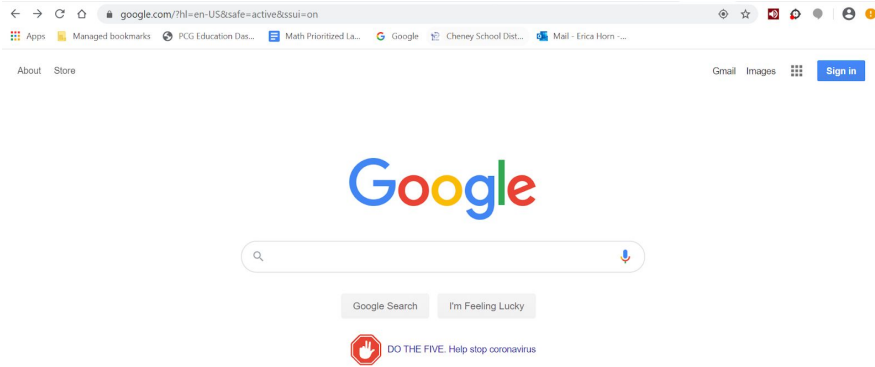 google.com/?hl=en-US&safe=active&ssui=on
Apps Managed bookmarks PCG Education Das... Math Prioritized La... Google Cheney School Dist... Mail - Erica Horn -...
About Store Gmail Images Sign in
Google
Google Search I'm Feeling Lucky
DO THE FIVE. Help stop coronavirus